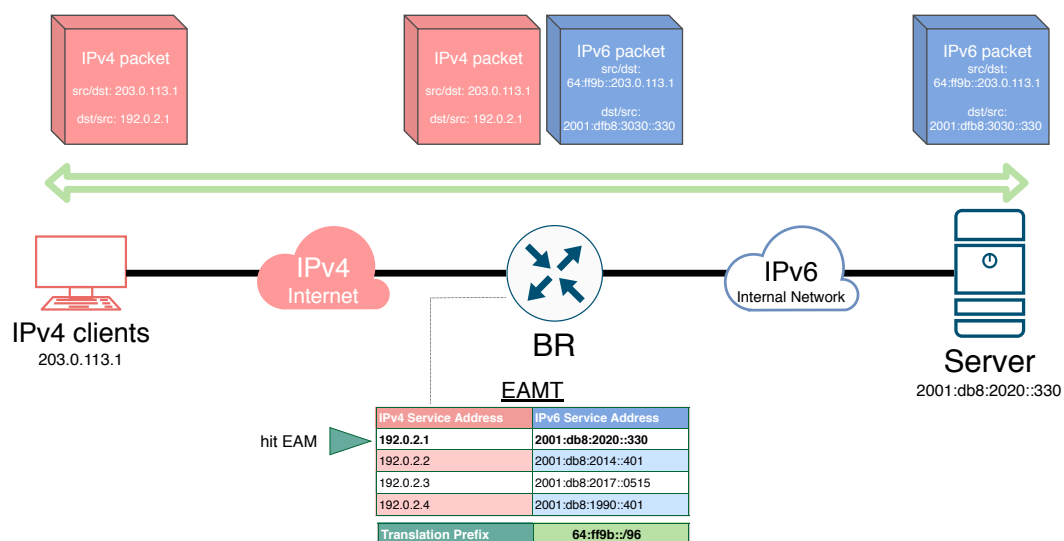 IPv4 packet
src/dst: 203.0.113.1
dst/src: 192.0.2.1
IPv4 packet
src/dst: 203.0.113.1
dst/src: 192.0.2.1
IPv6 packet
src/dst:
64:ff9b::203.0.113.1
dst/src:
2001:dfb8:3030::330
IPv6 packet
src/dst:
64:ff9b::203.0.113.1
dst/src:
2001:dfb8:3030::330
IPv4
Internet
IPv6
Internal Network
IPv4 clients
203.0.113.1
BR
Server
2001:db8:2020::330
EAMT
IPv4 Service Address IPv6 Service Address
hit EAM
192.0.2.1 2001:db8:2020::330
192.0.2.2 2001:db8:2014::401
192.0.2.3 2001:db8:2017::0515
192.0.2.4 2001:db8:1990::401
Translation Prefix 64:ff9b::/96